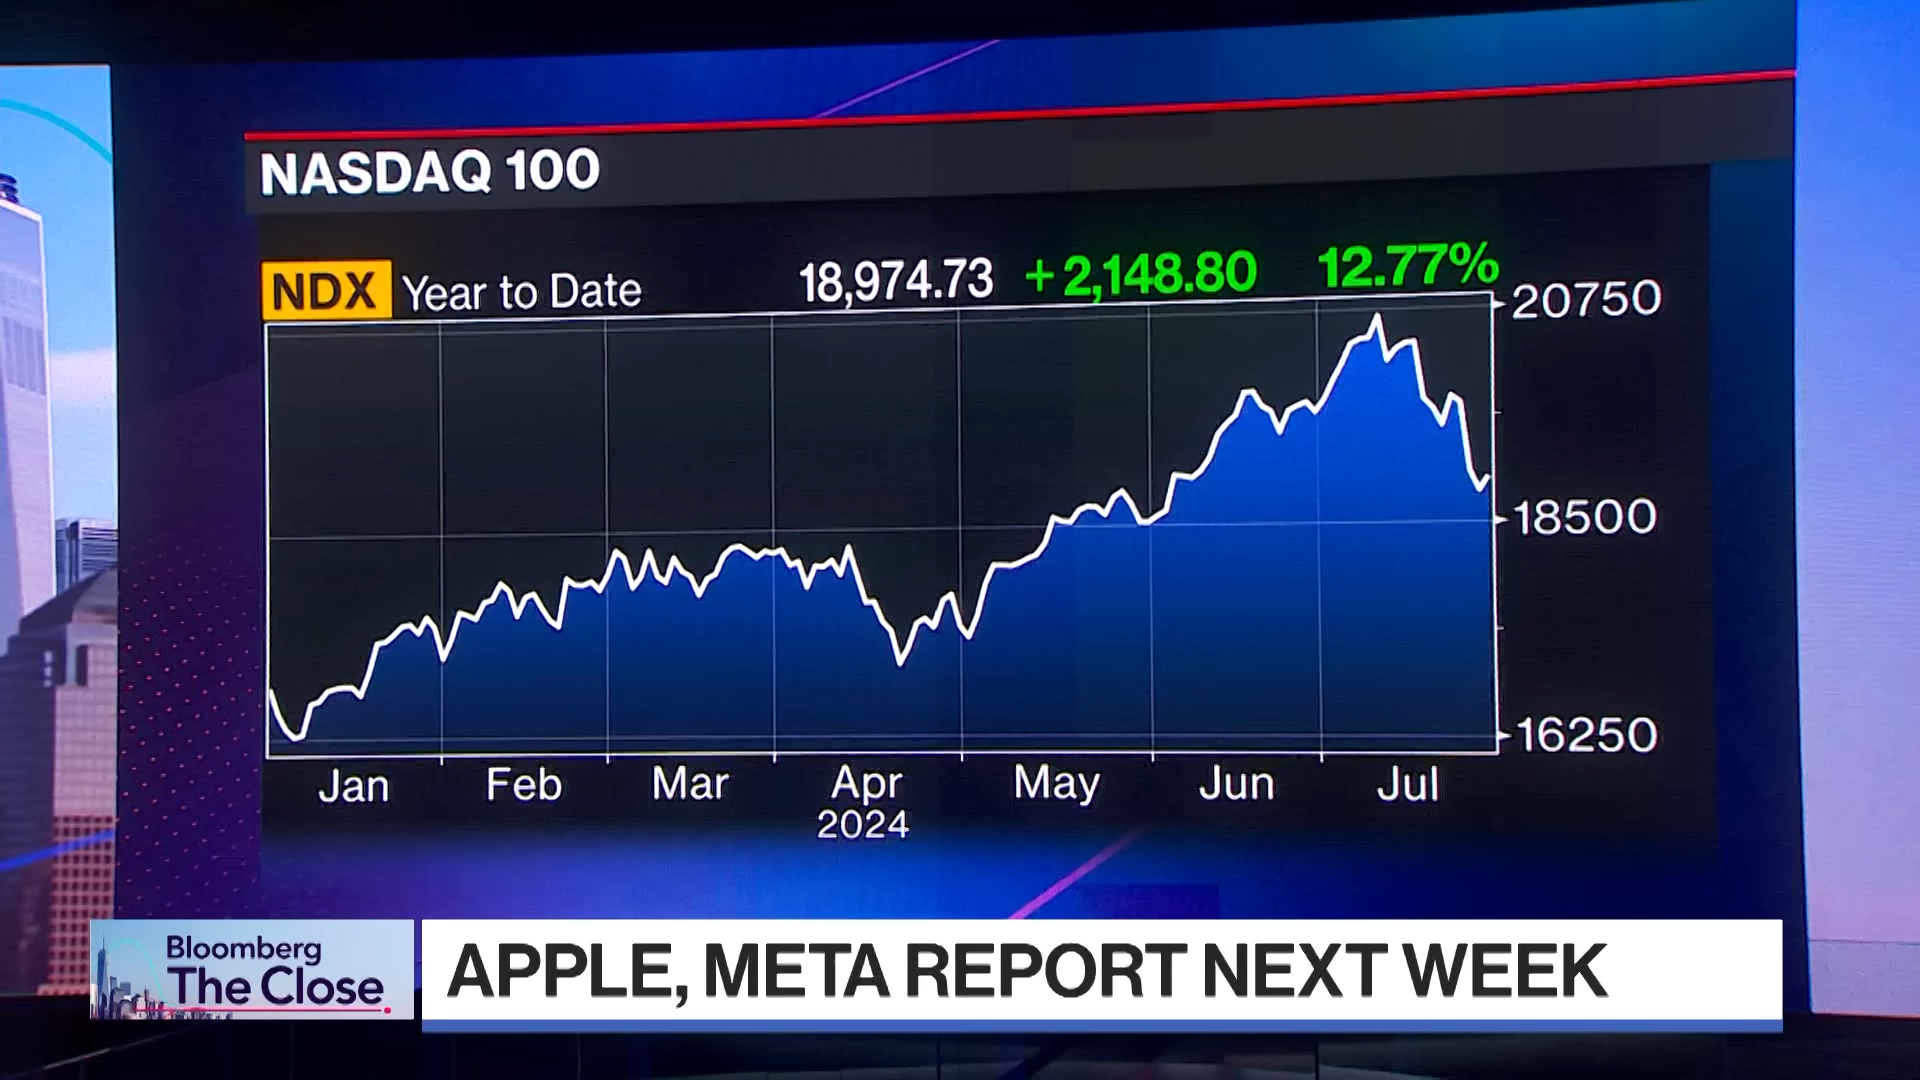 NASDAQ 100
NDX Year to Date 18,974.73 +2,148.80 12.77%
20750
18500
16250
Jan Feb Mar Apr May Jun Jul
2024
Bloomberg
The Close
APPLE, META REPORT NEXT WEEK